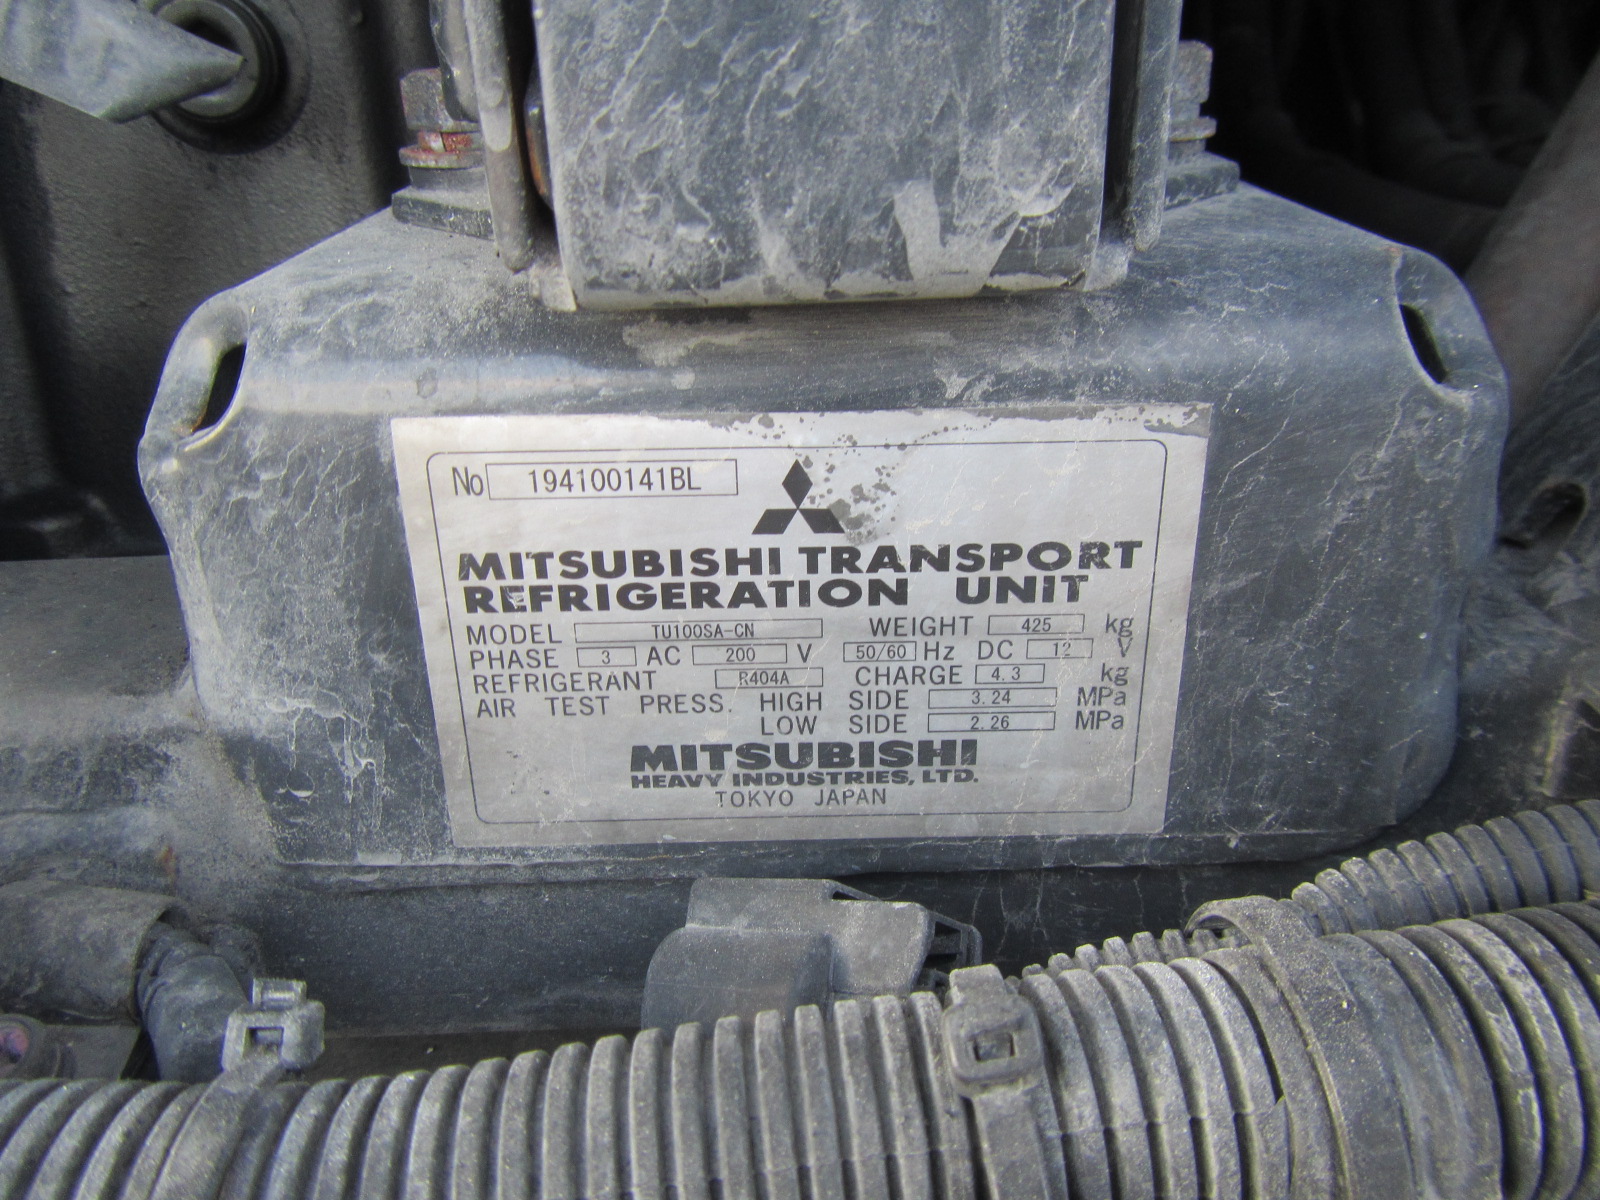 No 194100141BL
MITSUBISHI TRANSPORT
REFRIGERATION UNIT
MODEL TU100SA-CN WEIGHT 425 kg
PHASE 3 AC 200 V 50/60 Hz DC 12 V
REFRIGERANT R404A CHARGE 4.3 kg
AIR TEST PRESS. HIGH SIDE 3.24 MPa
LOW SIDE 2.26 MPa
MITSUBISHI
HEAVY INDUSTRIES, LTD.
TOKYO JAPAN